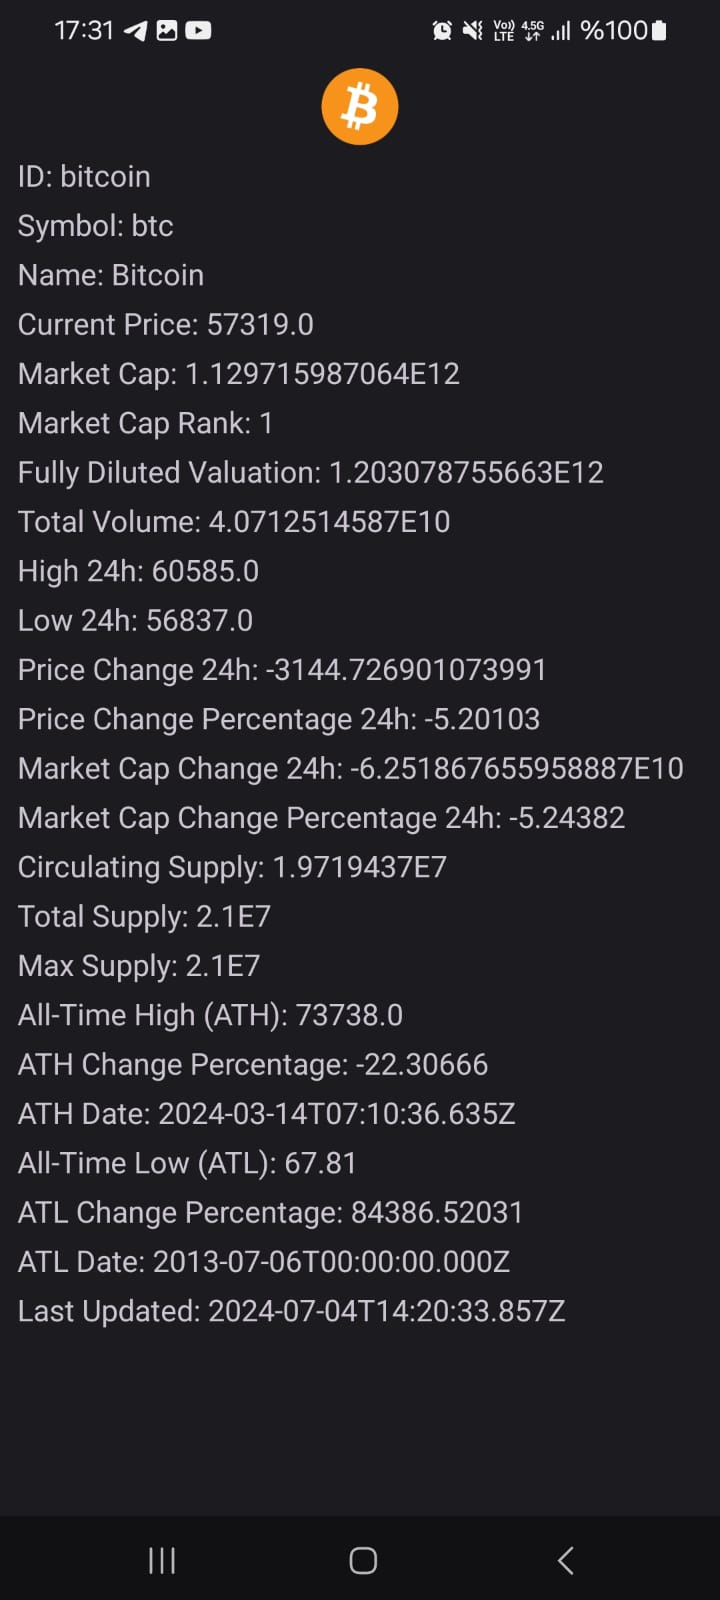 17:31 Vo)) LTE 4.5G %100
ID: bitcoin
Symbol: btc
Name: Bitcoin
Current Price: 57319.0
Market Cap: 1.129715987064E12
Market Cap Rank: 1
Fully Diluted Valuation: 1.203078755663E12
Total Volume: 4.0712514587E10
High 24h: 60585.0
Low 24h: 56837.0
Price Change 24h: -3144.726901073991
Price Change Percentage 24h: -5.20103
Market Cap Change 24h: -6.251867655958887E10
Market Cap Change Percentage 24h: -5.24382
Circulating Supply: 1.9719437E7
Total Supply: 2.1E7
Max Supply: 2.1E7
All-Time High (ATH): 73738.0
ATH Change Percentage: -22.30666
ATH Date: 2024-03-14T07:10:36.635Z
All-Time Low (ATL): 67.81
ATL Change Percentage: 84386.52031
ATL Date: 2013-07-06T00:00:00.000Z
Last Updated: 2024-07-04T14:20:33.857Z